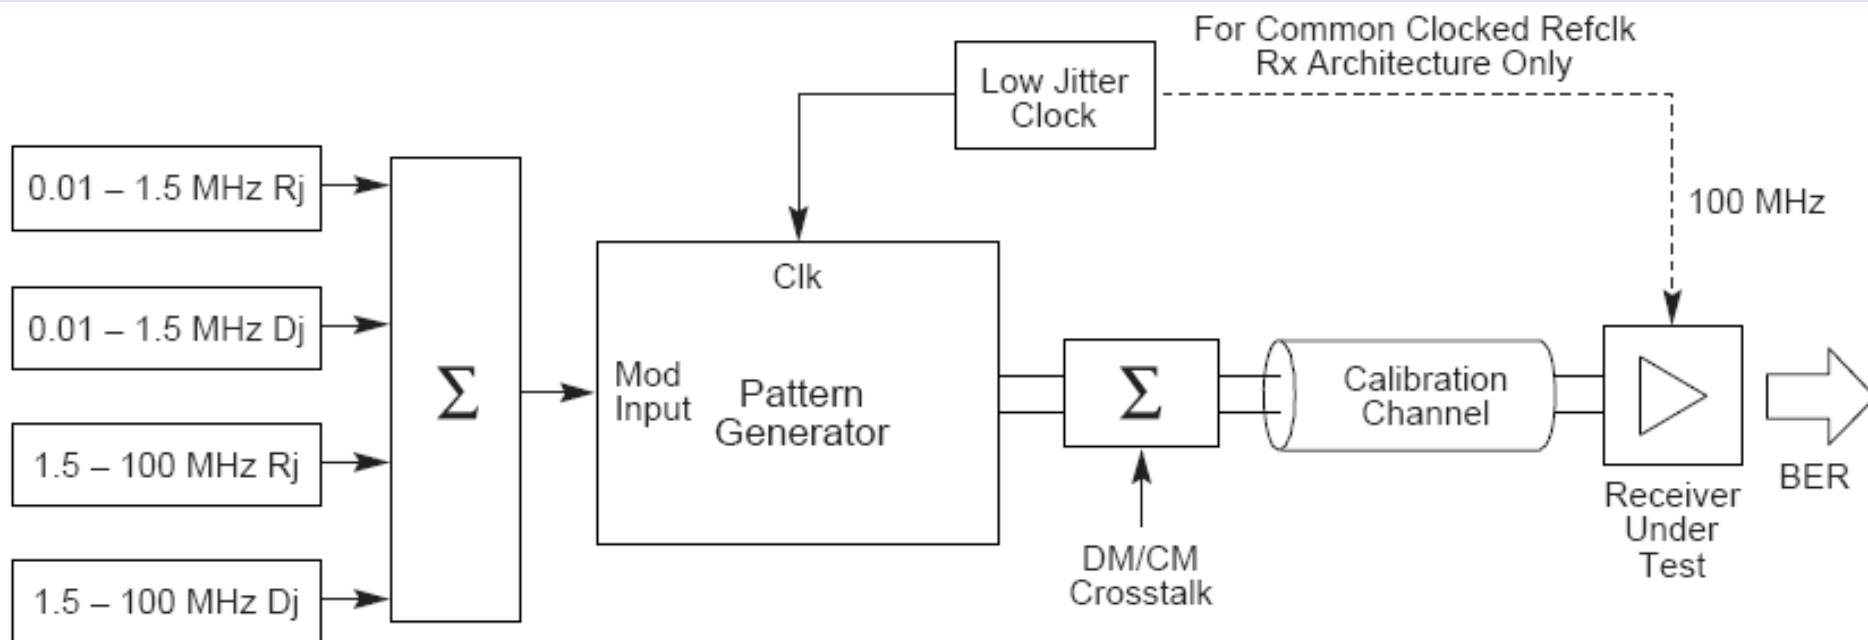 For Common Clocked Refclk
Rx Architecture Only
Low Jitter
Clock
0.01 – 1.5 MHz Rj
100 MHz
Clk
0.01 – 1.5 MHz Dj
Σ
Mod
Input
Pattern
Generator
Σ
Calibration
Channel
1.5 – 100 MHz Rj
BER
Receiver
Under
Test
DM/CM
Crosstalk
1.5 – 100 MHz Dj